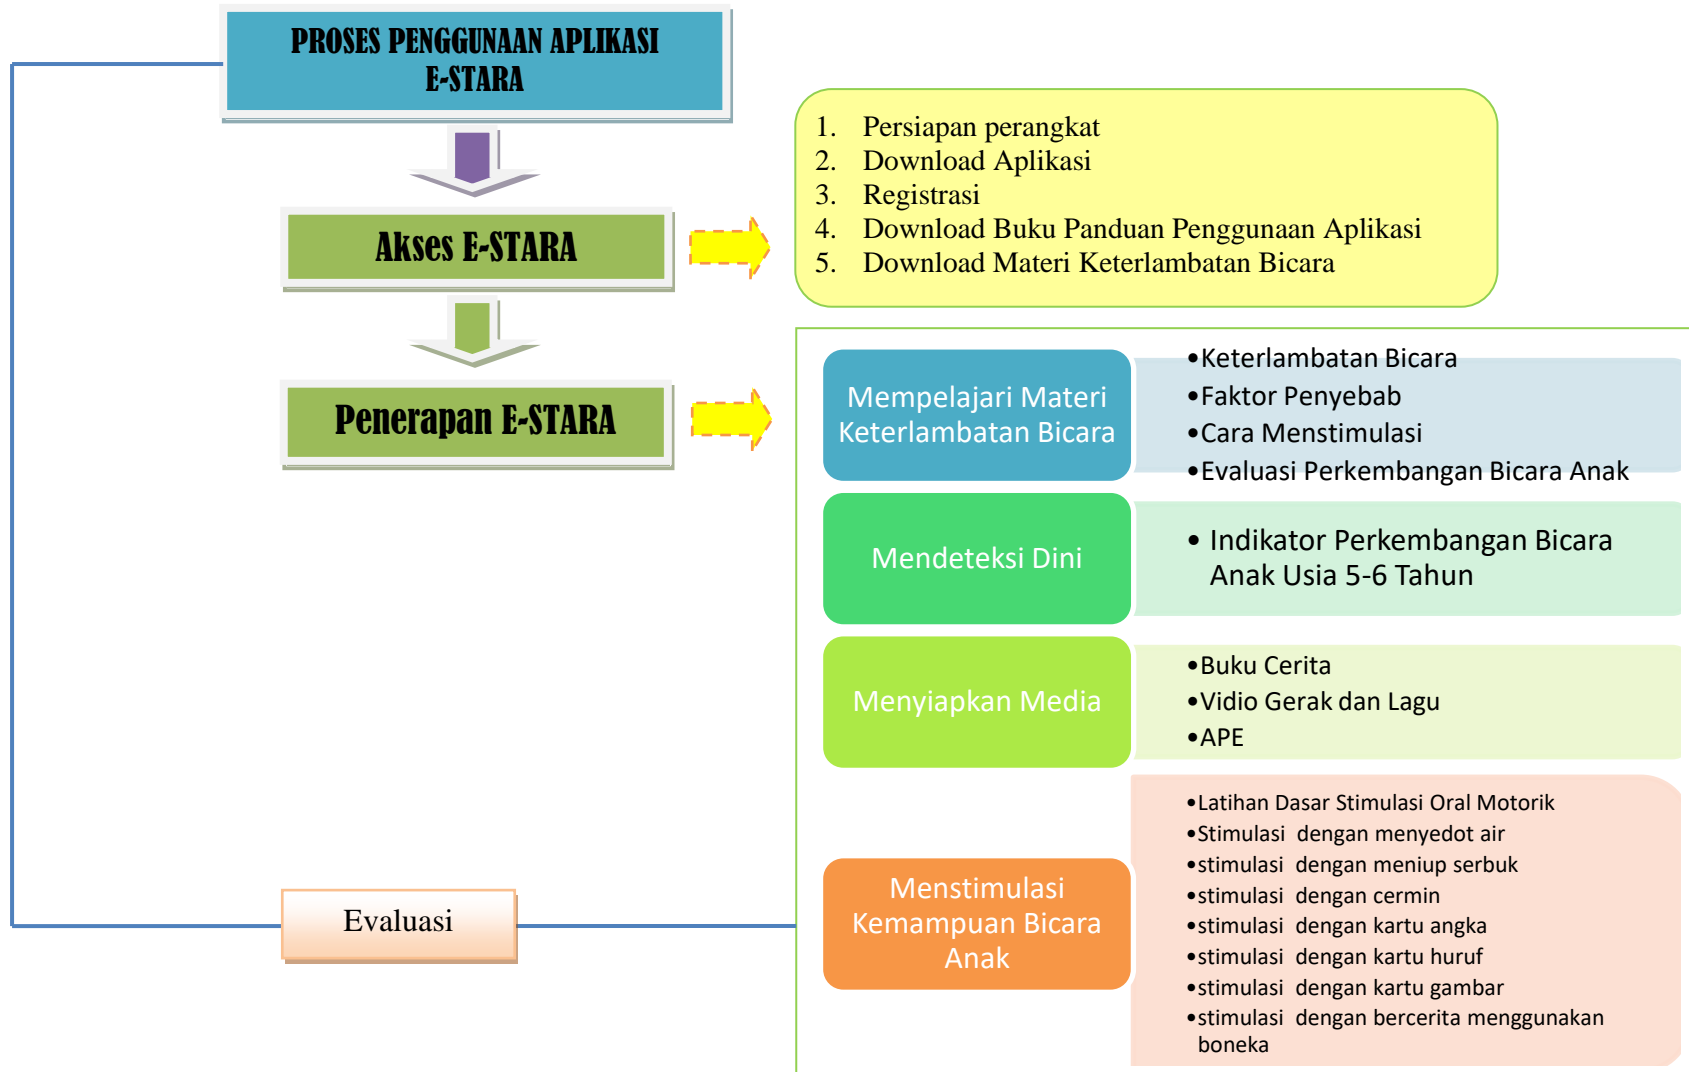 PROSES PENGGUNAAN APLIKASI
E-STARA
Akses E-STARA
1. Persiapan perangkat
2. Download Aplikasi
3. Registrasi
4. Download Buku Panduan Penggunaan Aplikasi
5. Download Materi Keterlambatan Bicara
Penerapan E-STARA
Mempelajari Materi
Keterlambatan Bicara
•Keterlambatan Bicara
•Faktor Penyebab
•Cara Menstimulasi
•Evaluasi Perkembangan Bicara Anak
Mendeteksi Dini
• Indikator Perkembangan Bicara
Anak Usia 5-6 Tahun
Menyiapkan Media
•Buku Cerita
•Vidio Gerak dan Lagu
•APE
Menstimulasi
Kemampuan Bicara
Anak
•Latihan Dasar Stimulasi Oral Motorik
•Stimulasi dengan menyedot air
•stimulasi dengan meniup serbuk
•stimulasi dengan cermin
•stimulasi dengan kartu angka
•stimulasi dengan kartu huruf
•stimulasi dengan kartu gambar
•stimulasi dengan bercerita menggunakan
boneka
Evaluasi